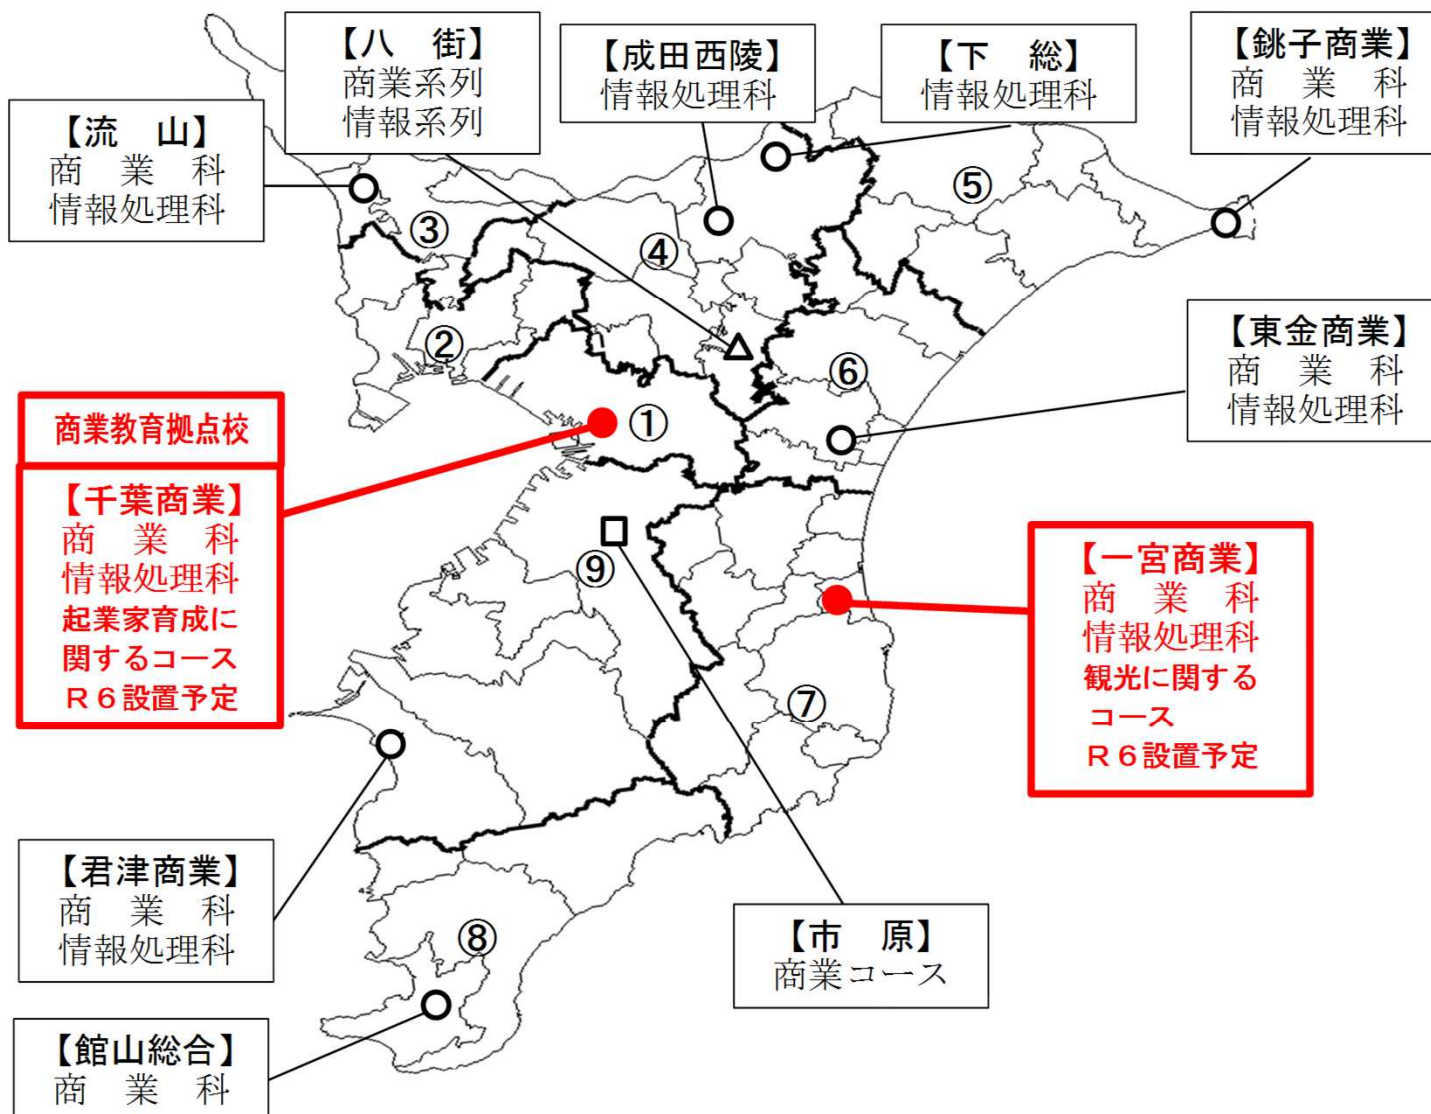 【八　街】
商業系列
情報系列
【成田西陵】
情報処理科
【下　総】
情報処理科
【銚子商業】
商　業　科
情報処理科
【流　山】
商　業　科
情報処理科
⑤
③
④
②
⑥
【東金商業】
商　業　科
情報処理科
商業教育拠点校
①
【千葉商業】
商　業　科
情報処理科
起業家育成に
関するコース
Ｒ６設置予定
⑨
【一宮商業】
商　業　科
情報処理科
観光に関する
コース
Ｒ６設置予定
⑦
【君津商業】
商　業　科
情報処理科
⑧
【市　原】
商業コース
【館山総合】
商　業　科